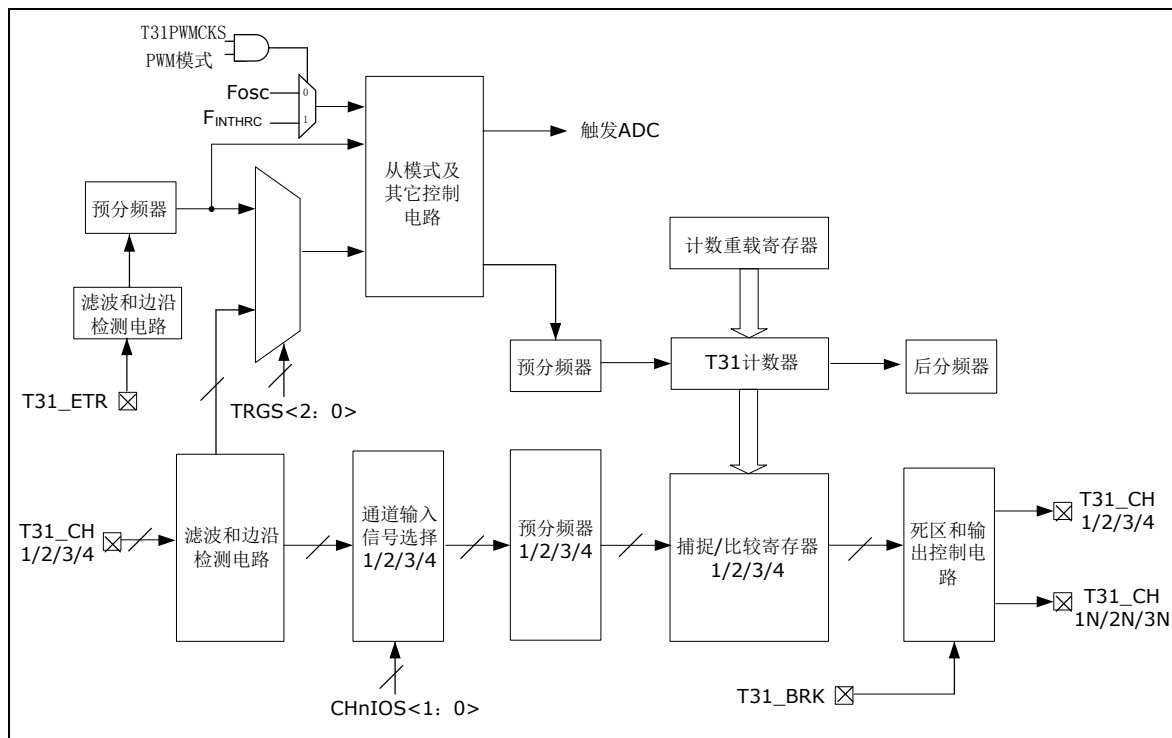 T31PWMCKS
PWM模式
Fosc
0
FINTHRC
1
触发ADC
从模式及
其它控制
电路
预分频器
计数重载寄存器
滤波和边沿
检测电路
预分频器
T31计数器
后分频器
T31_ETR
TRGS<2：0>
T31_CH
1/2/3/4
滤波和边沿
检测电路
通道输入
信号选择
1/2/3/4
预分频器
1/2/3/4
捕捉/比较寄存器
1/2/3/4
死区和输
出控制电
路
T31_CH
1/2/3/4
T31_CH
1N/2N/3N
CHnIOS<1：0>
T31_BRK